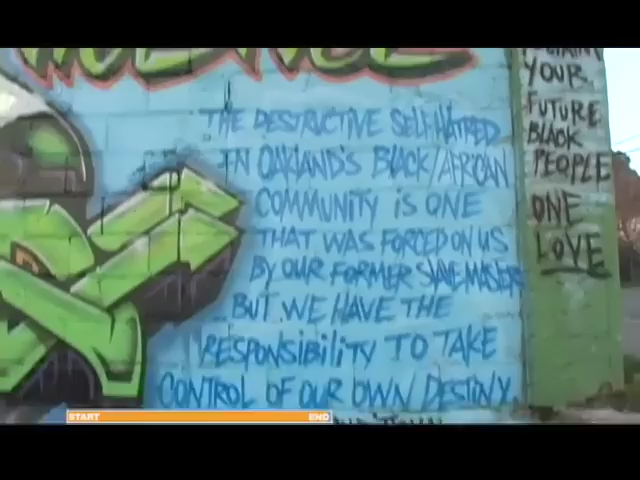 THE DESTRUCTIVE SELF HATRED
IN OAKLAND'S BLACK/AFRICAN
COMMUNITY IS ONE
THAT WAS FORCED ON US
BY OUR FORMER SLAVE MASTERS
BUT WE HAVE THE
RESPONSIBILITY TO TAKE
CONTROL OF OUR OWN DESTINY.
YOUR
FUTURE
BLACK
PEOPLE
ONE
LOVE
START END